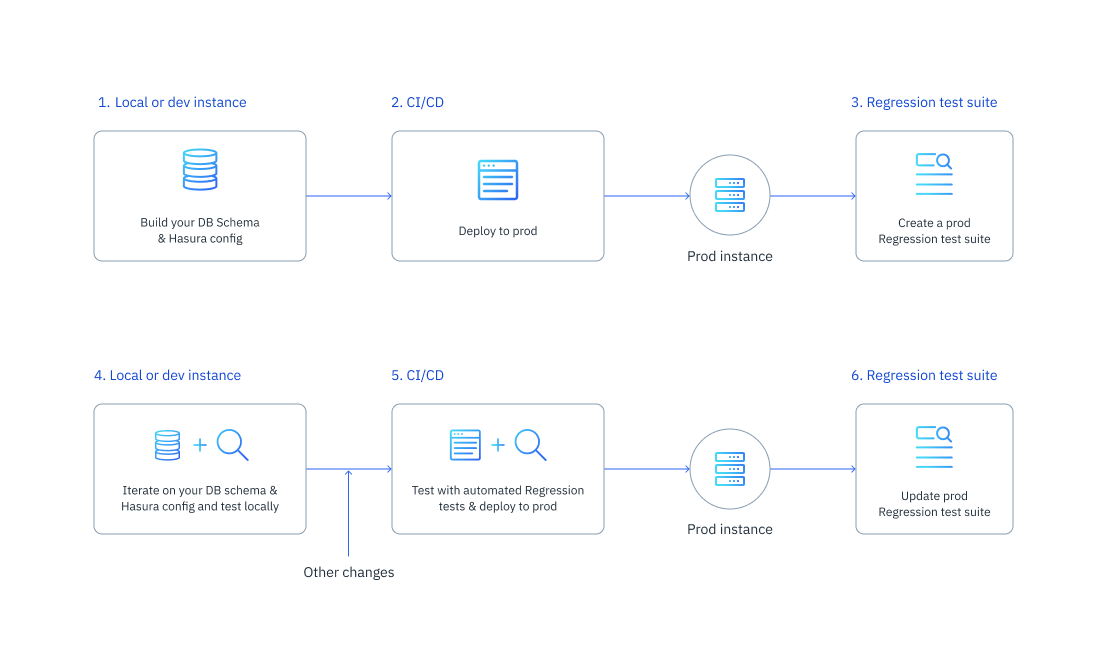 1. Local or dev instance
2. CI/CD
3. Regression test suite
Build your DB Schema
& Hasura config
Deploy to prod
Prod instance
Create a prod
Regression test suite
4. Local or dev instance
5. CI/CD
6. Regression test suite
Iterate on your DB schema &
Hasura config and test locally
Test with automated Regression
tests & deploy to prod
Prod instance
Update prod
Regression test suite
Other changes